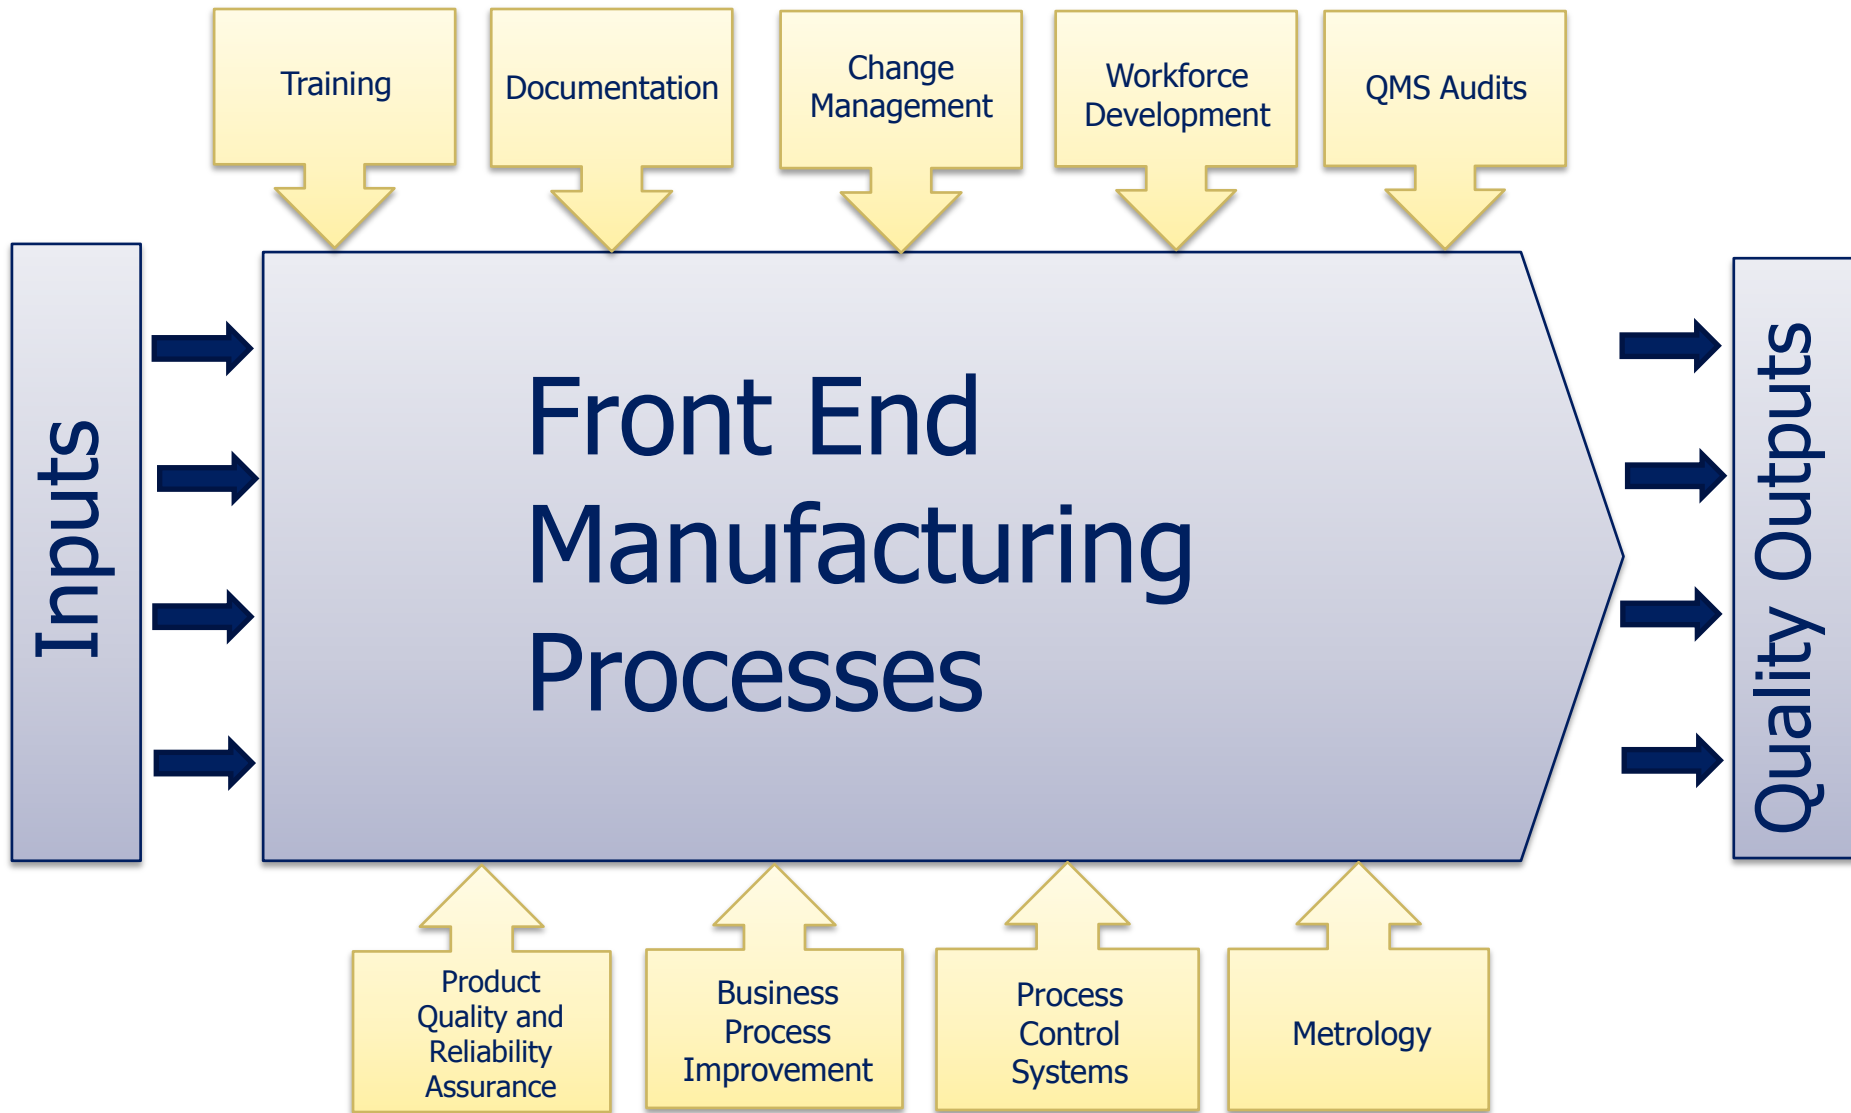 Training
Documentation
Change
Management
Workforce
Development
QMS Audits
Inputs
Front End
Manufacturing
Processes
Quality Outputs
Product
Quality and
Reliability
Assurance
Business
Process
Improvement
Process
Control
Systems
Metrology